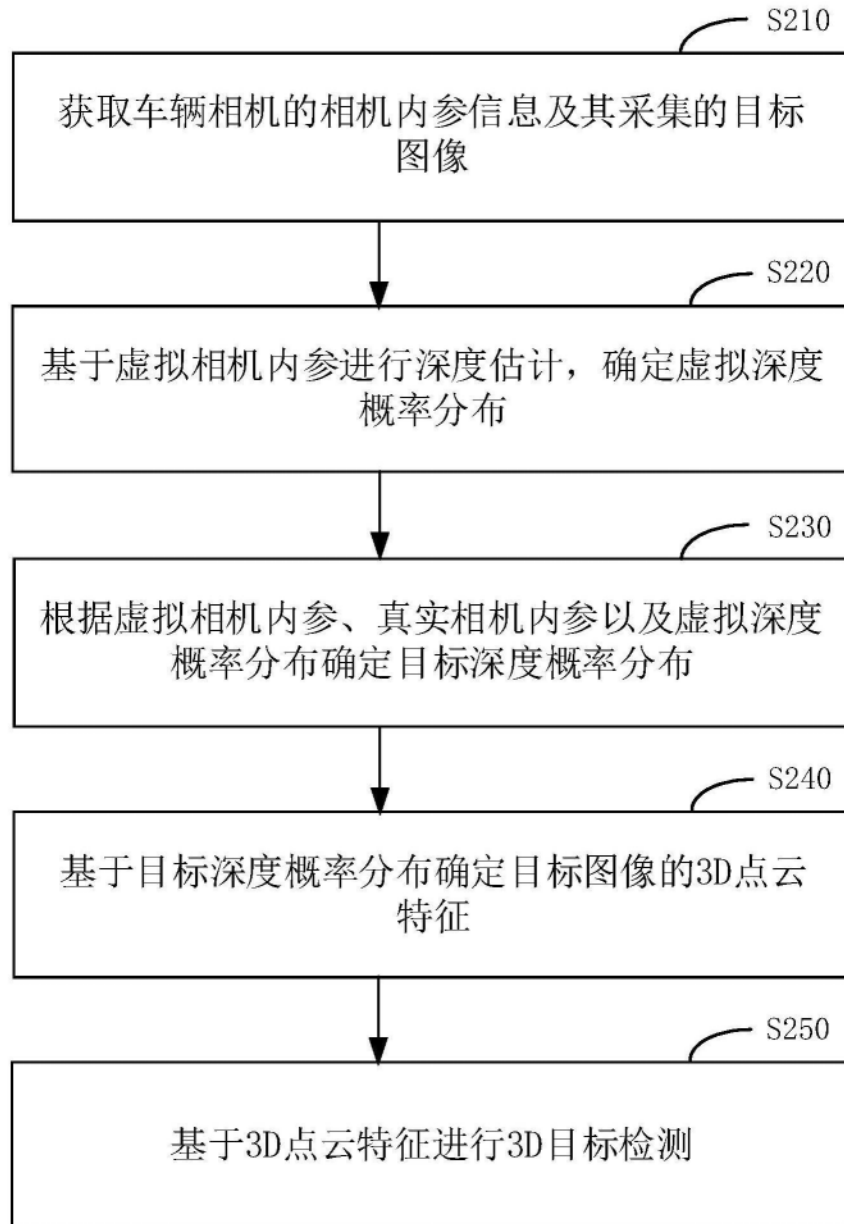 S210
获取车辆相机的相机内参信息及其采集的目标
图像
S220
基于虚拟相机内参进行深度估计，确定虚拟深度
概率分布
S230
根据虚拟相机内参、真实相机内参以及虚拟深度
概率分布确定目标深度概率分布
S240
基于目标深度概率分布确定目标图像的3D点云
特征
S250
基于3D点云特征进行3D目标检测